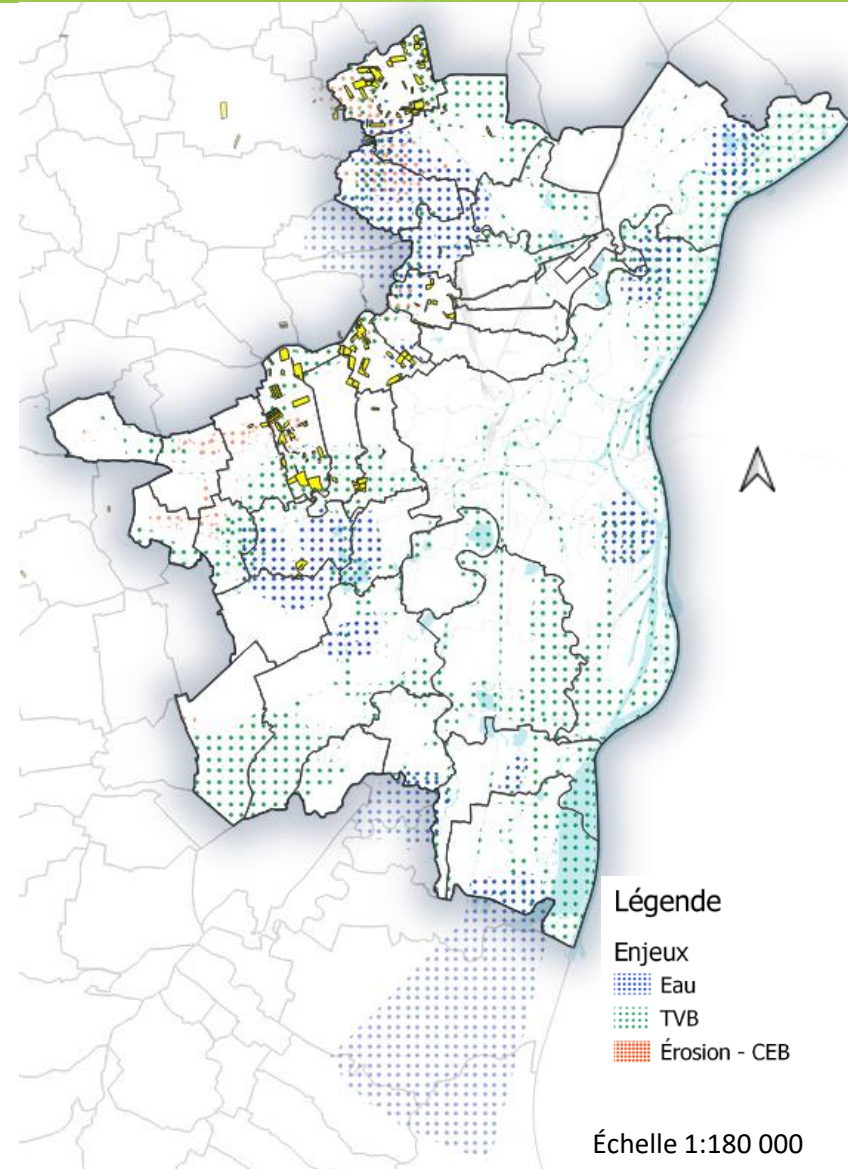 Légende
Enjeux
Eau
TVB
Érosion - CEB
Échelle 1:180 000